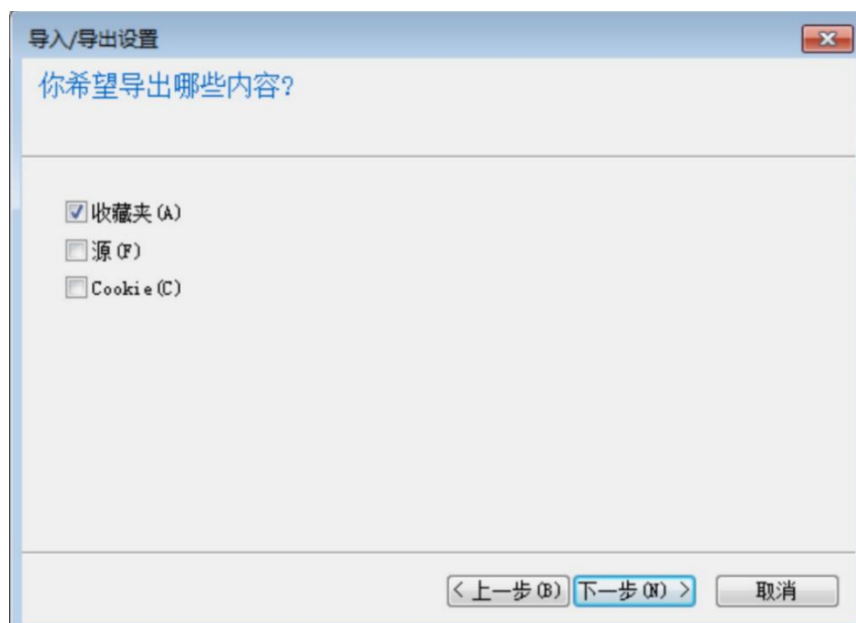 导入/导出设置
你希望导出哪些内容?
收藏夹(A)
源(F)
Cookie(C)
< 上一步(B) 下一步(N) > 取消